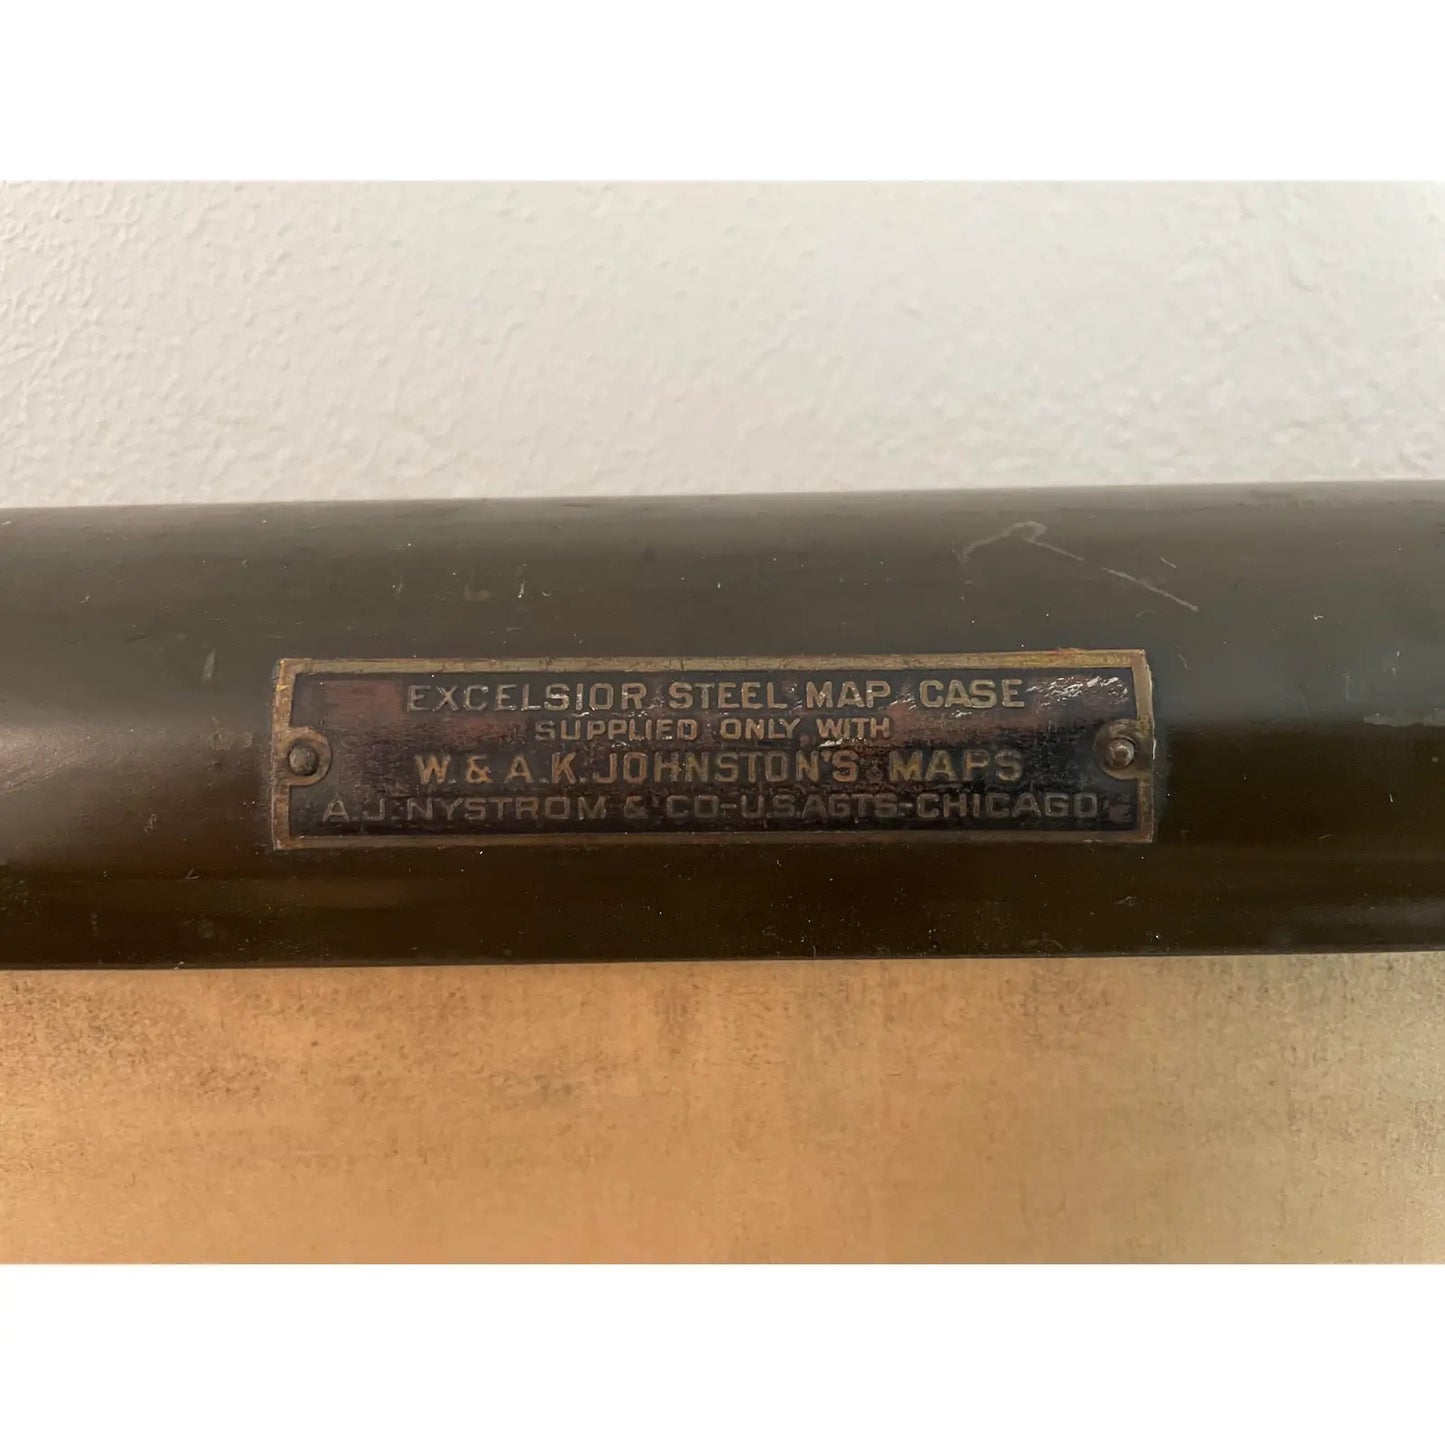 EXCELSIOR STEEL MAP CASE
SUPPLIED ONLY WITH
W. & A.K. JOHNSTON'S MAPS
A.J. NYSTROM & CO-U.S.AGTS-CHICAGO